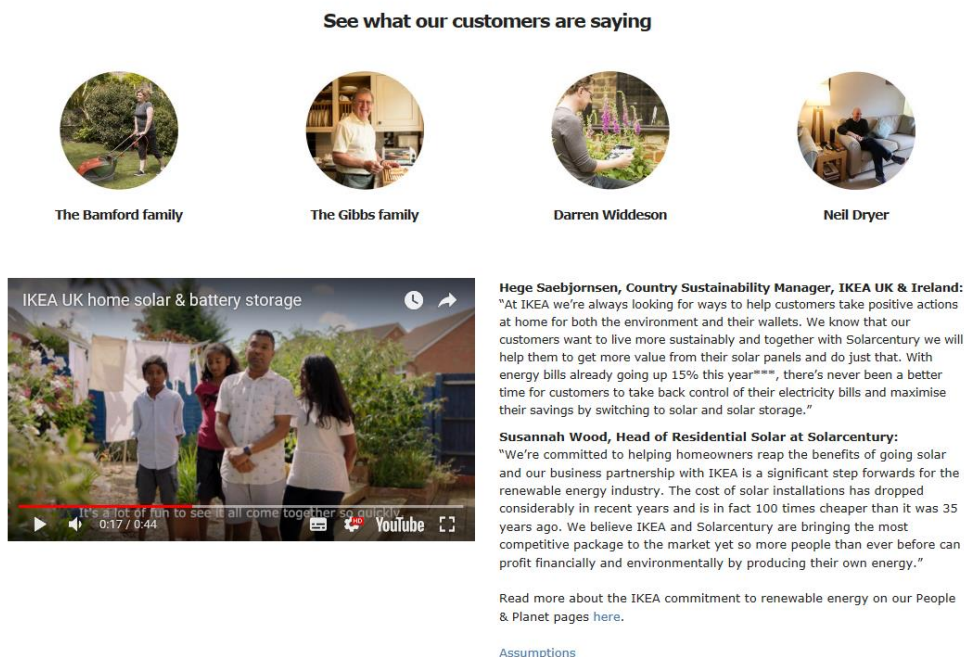 See what our customers are saying
The Bamford family
The Gibbs family
Darren Widdeson
Neil Dryer
IKEA UK home solar & battery storage
It's a lot of fun to see it all come together so quickly
0:17 / 0:44
HD
YouTube
Hege Saebjornsen, Country Sustainability Manager, IKEA UK & Ireland:
“At IKEA we’re always looking for ways to help customers take positive actions
at home for both the environment and their wallets. We know that our
customers want to live more sustainably and together with Solarcentury we will
help them to get more value from their solar panels and do just that. With
energy bills already going up 15% this year***, there’s never been a better
time for customers to take back control of their electricity bills and maximise
their savings by switching to solar and solar storage.”
Susannah Wood, Head of Residential Solar at Solarcentury:
“We’re committed to helping homeowners reap the benefits of going solar
and our business partnership with IKEA is a significant step forwards for the
renewable energy industry. The cost of solar installations has dropped
considerably in recent years and is in fact 100 times cheaper than it was 35
years ago. We believe IKEA and Solarcentury are bringing the most
competitive package to the market yet so more people than ever before can
profit financially and environmentally by producing their own energy.”
Read more about the IKEA commitment to renewable energy on our People
& Planet pages here.
Assumptions